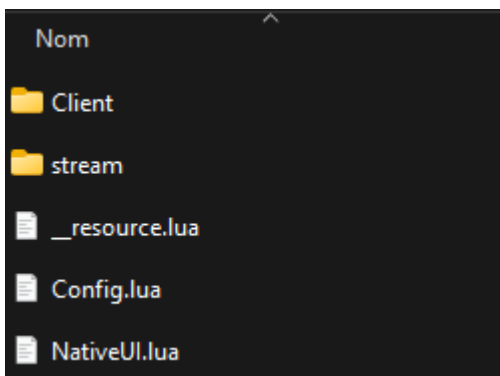 Nom
Client
stream
__resource.lua
Config.lua
NativeUI.lua